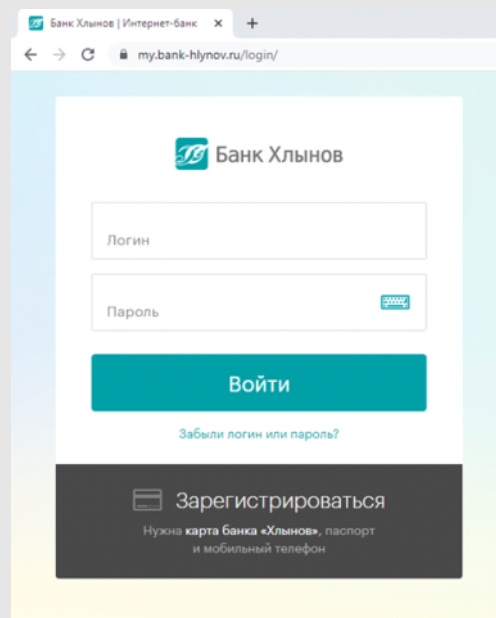 Банк Хлынов | Интернет-банк
my.bank-hlynov.ru/login/
Банк Хлынов
Логин
Пароль
Войти
Забыли логин или пароль?
Зарегистрироваться
Нужна карта банка «Хлынов», паспорт
и мобильный телефон